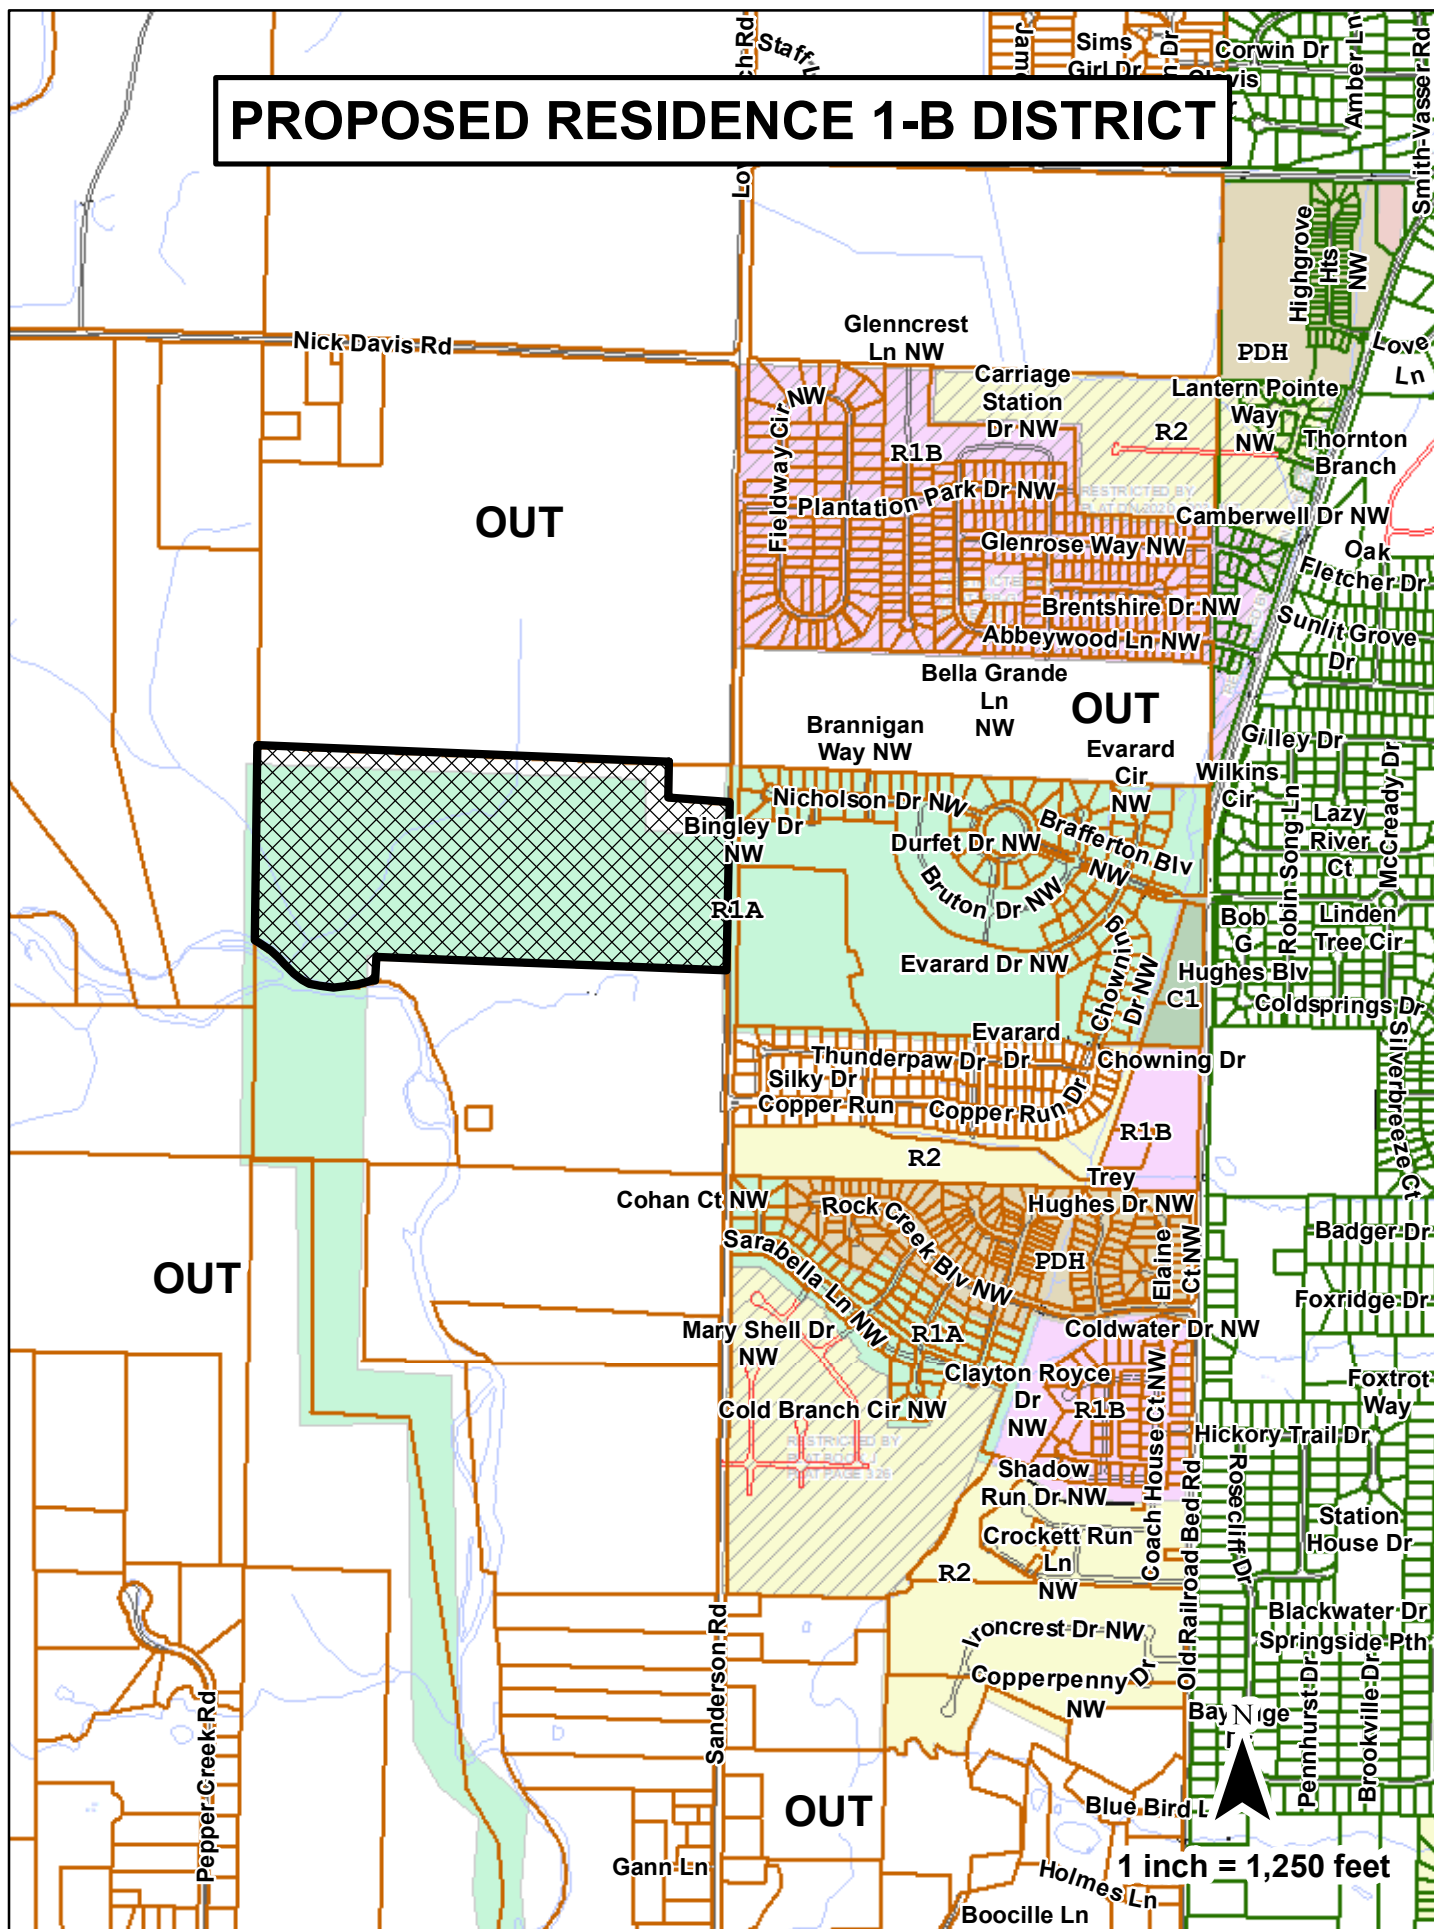 PROPOSED RESIDENCE 1-B DISTRICT
Sims
Girl Dr
Corwin Dr
Amber Ln
Smith-Vasser Rd
Highgrove
Hts
NW
Love
Ln
PDH
Nick Davis Rd
Glenncrest
Ln NW
Carriage
Station
Dr NW
Lantern Pointe
Way
NW
R2
Thornton
Branch
Fieldway Cir NW
R1B
Plantation Park Dr NW
RESTRICTED BY
Camberwell Dr NW
OUT
Glenrose Way NW
Oak
Fletcher Dr
Brentshire Dr NW
Abbeywood Ln NW
Sunlit Grove
Dr
Bella Grande
Ln
NW
OUT
Brannigan
Way NW
Evarard
Cir
NW
Gilley Dr
Wilkins
Cir
Robin Song Ln
Lazy
River
Ct
McCready Dr
Nicholson Dr NW
Bingley Dr
NW
Durfet Dr NW
Brafferton Blv
NW
Bruton Dr NW
R1A
Evarard Dr NW
Chowning
Dr NW
C1
Bob
G
Hughes Blv
Linden
Tree Cir
Coldsprings Dr
Silverbreeze Ct
Evarard
Dr
Thunderpaw Dr
Chowning Dr
Silky Dr
Copper Run
Copper Run Dr
R1B
R2
Trey
Hughes Dr NW
Cohan Ct NW
Rock Creek Blv NW
Sarabella Ln NW
PDH
Elaine
Ct NW
Badger Dr
Foxridge Dr
OUT
Mary Shell Dr
NW
R1A
Coldwater Dr NW
Clayton Royce
Dr
NW
R1B
Coach House Ct NW
Foxtrot
Way
Cold Branch Cir NW
Hickory Trail Dr
RESTRICTED BY
PLAT BOOK J
PLAT PAGE 326
Shadow
Run Dr NW
Rosecliff Dr
Station
House Dr
Crockett Run
Ln
NW
R2
Old Railroad Bed Rd
Blackwater Dr
Springside Pth
Ironcrest Dr NW
Copperpenny Dr
NW
Pennhurst Dr
Brookville Dr
Sanderson Rd
Pepper Creek Rd
N
OUT
Blue Bird L
Gann Ln
Holmes Ln
1 inch = 1,250 feet
Boocille Ln